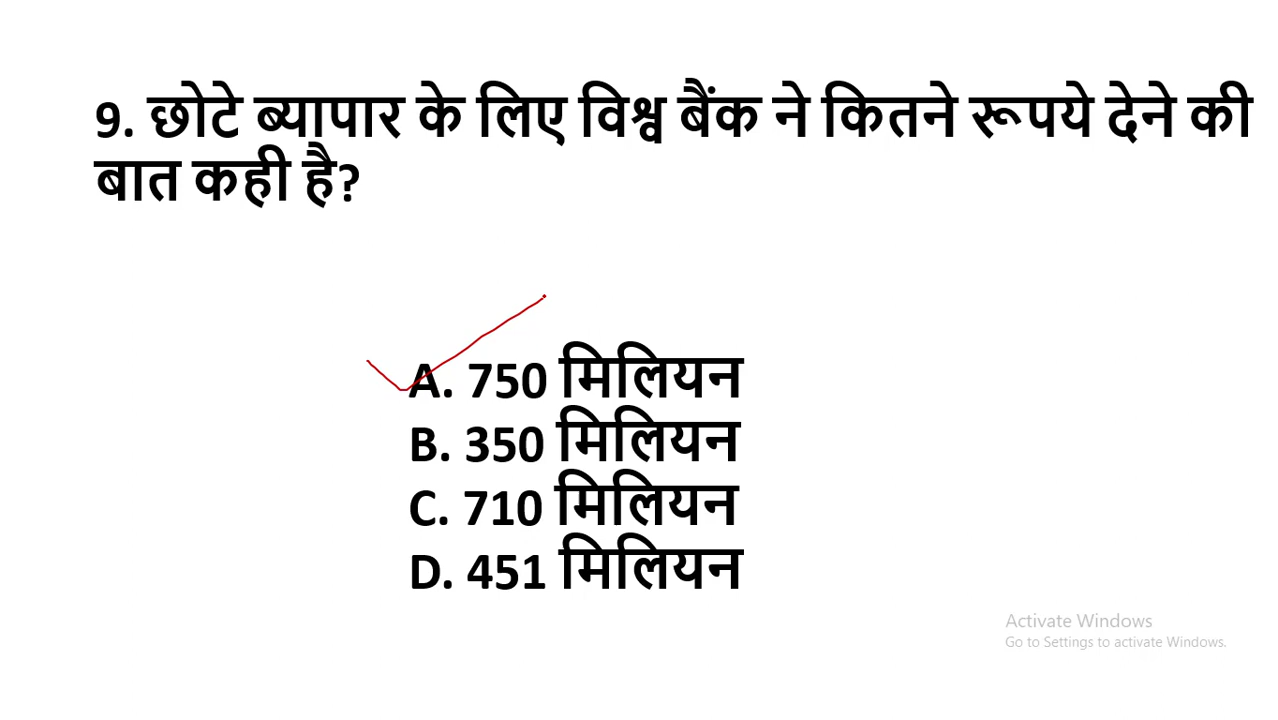 9. छोटे ब्यापार के लिए विश्व बैंक ने कितने रूपये देने की
बात कही है?
A. 750 मिलियन
B. 350 मिलियन
C. 710 मिलियन
D. 451 मिलियन
Activate Windows
Go to Settings to activate Windows.